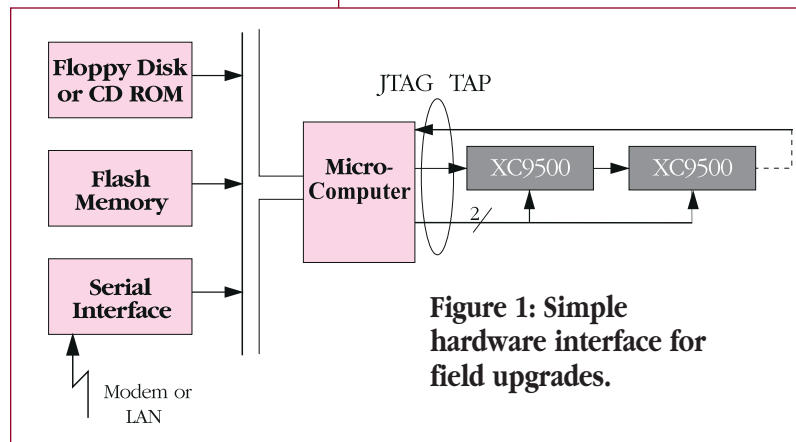 Floppy Disk
or CD ROM
Flash
Memory
Serial
Interface
Modem or
LAN
JTAG TAP
Micro-
Computer
XC9500
XC9500
2
Figure 1: Simple
hardware interface for
field upgrades.